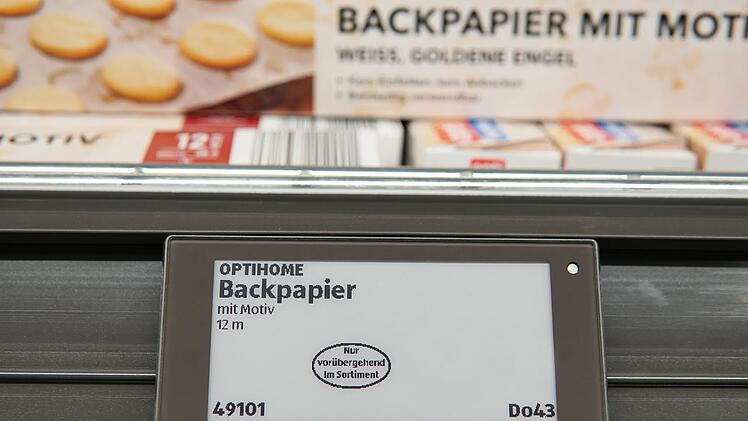 BACKPAPIER MIT MOTI
WEISS, GOLDENE ENGEL
MOTIV
12
OPTIHOME
Backpapier
mit Motiv
12 m
Nur
vorübergehend
im Sortiment
49101
Do43